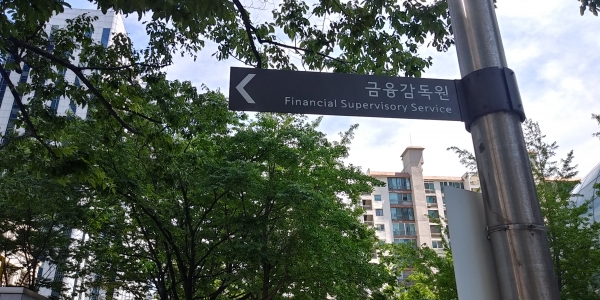 금융감독원
Financial Supervisory Service